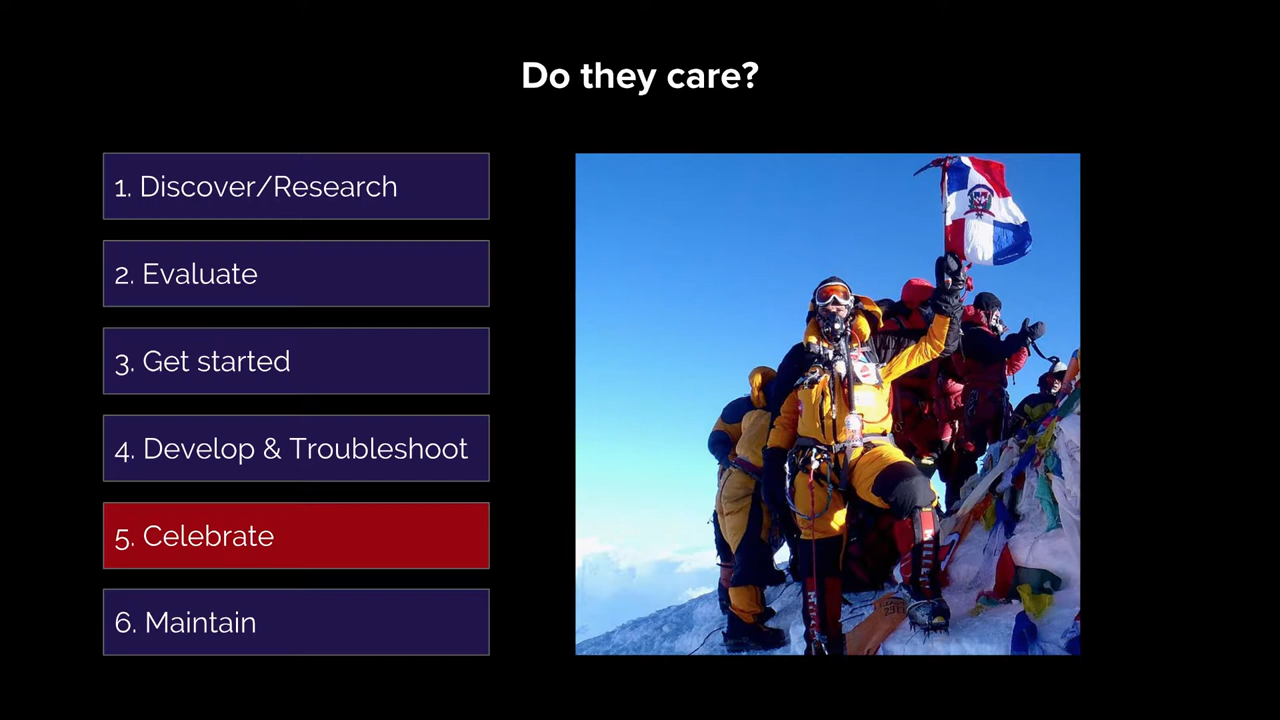 Do they care?
1. Discover/Research
2. Evaluate
3. Get started
4. Develop & Troubleshoot
5. Celebrate
6. Maintain